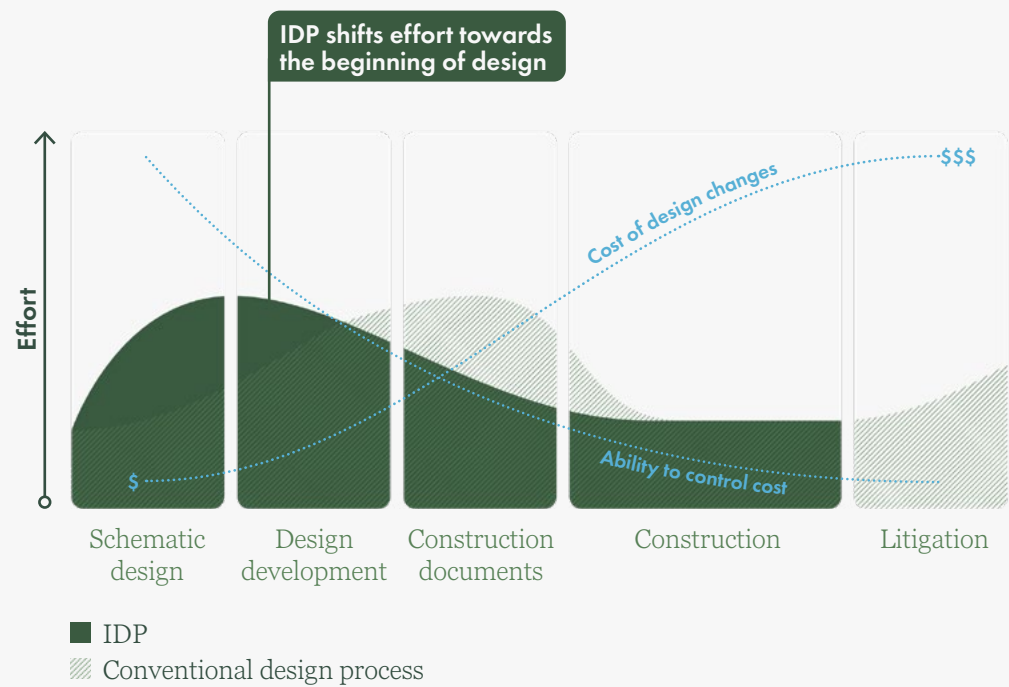 IDP shifts effort towards
the beginning of design
Effort
$$$
Cost of design changes
$
Ability to control cost
Schematic
design
Design
development
Construction
documents
Construction
Litigation
IDP
Conventional design process